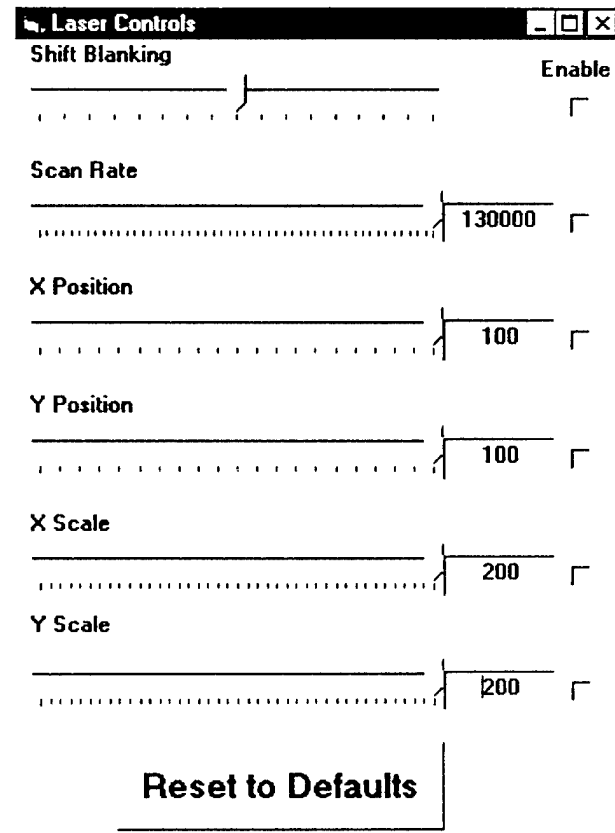 Laser Controls
Shift Blanking
Enable
Scan Rate
130000
X Position
100
Y Position
100
X Scale
200
Y Scale
200
Reset to Defaults